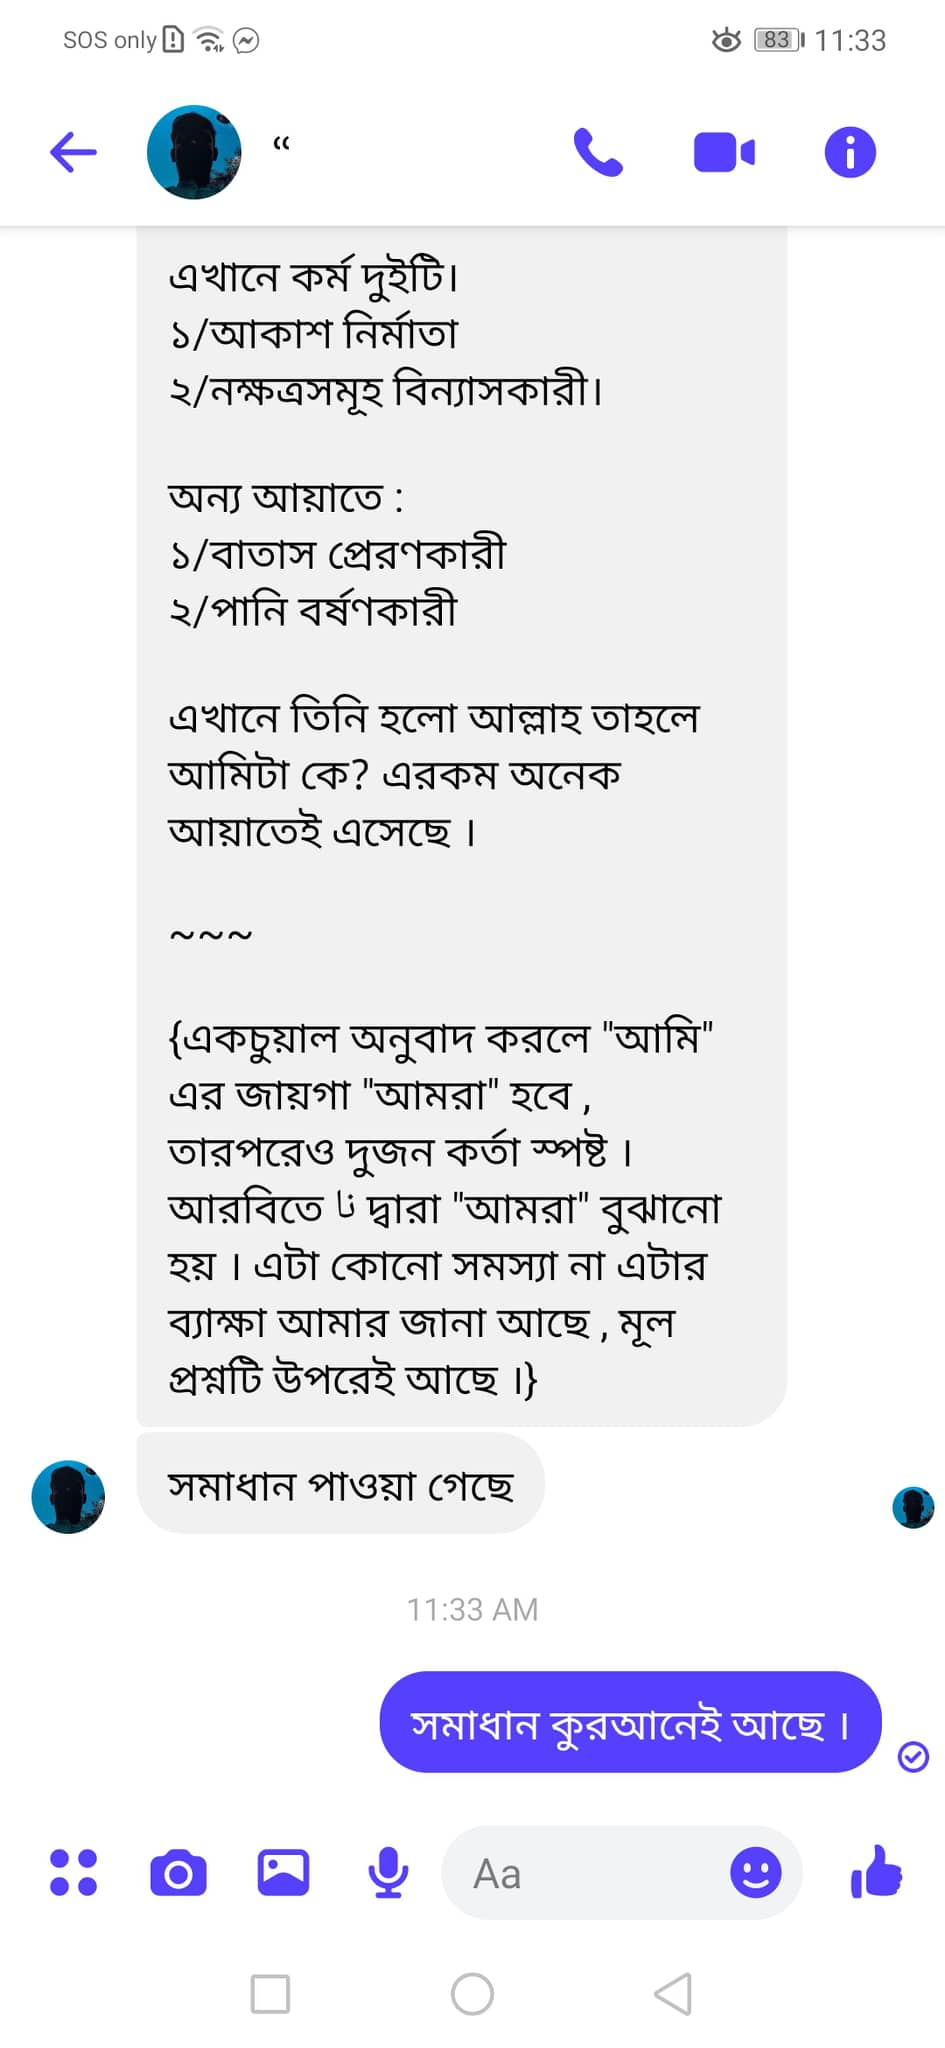 SOS only
83 11:33
“
এখানে কর্ম দুইটি।
১/আকাশ নির্মাতা
২/নক্ষত্রসমূহ বিন্যাসকারী।
অন্য আয়াতে :
১/বাতাস প্রেরণকারী
২/পানি বর্ষণকারী
এখানে তিনি হলো আল্লাহ তাহলে
আমিটা কে? এরকম অনেক
আয়াতেই এসেছে ।
~~~
{একচুয়াল অনুবাদ করলে "আমি"
এর জায়গা "আমরা" হবে ,
তারপরেও দুজন কর্তা স্পষ্ট ।
আরবিতে نا দ্বারা "আমরা" বুঝানো
হয় । এটা কোনো সমস্যা না এটার
ব্যাক্ষা আমার জানা আছে , মূল
প্রশ্নটি উপরেই আছে ।}
সমাধান পাওয়া গেছে
11:33 AM
সমাধান কুরআনেই আছে ।
Aa